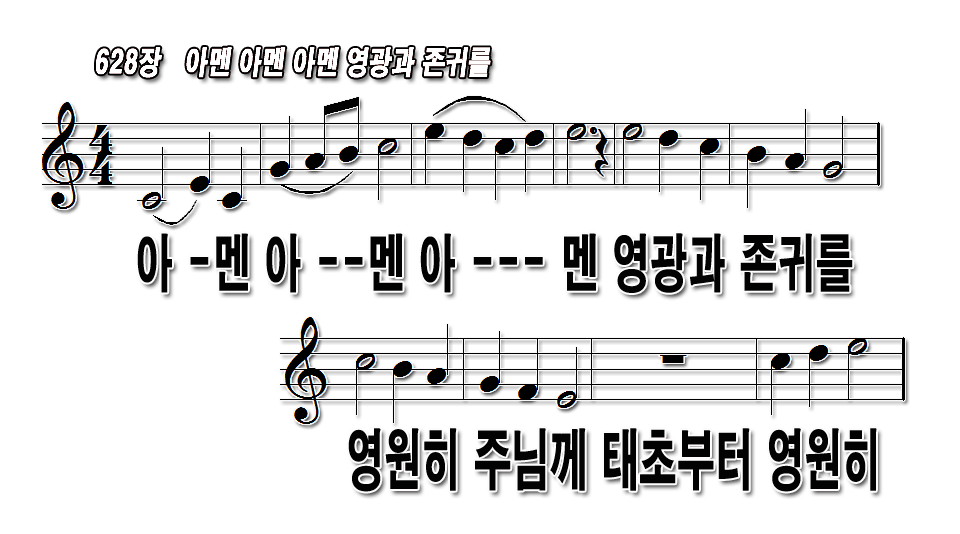 628장 아멘 아멘 아멘 영광과 존귀를
4
4
아 -멘 아 --멘 아 --- 멘 영광과 존귀를
영원히 주님께 태초부터 영원히